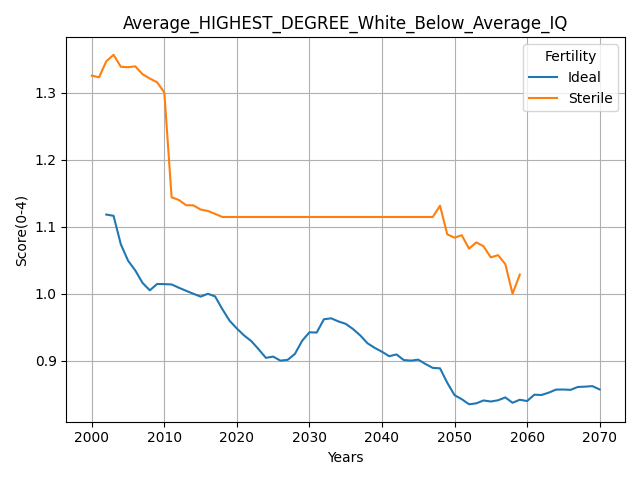 Average_HIGHEST_DEGREE_White_Below_Average_IQ
Fertility
Ideal
Sterile
Score(0-4)
1.3
1.2
1.1
1.0
0.9
2000 2010 2020 2030 2040 2050 2060 2070
Years